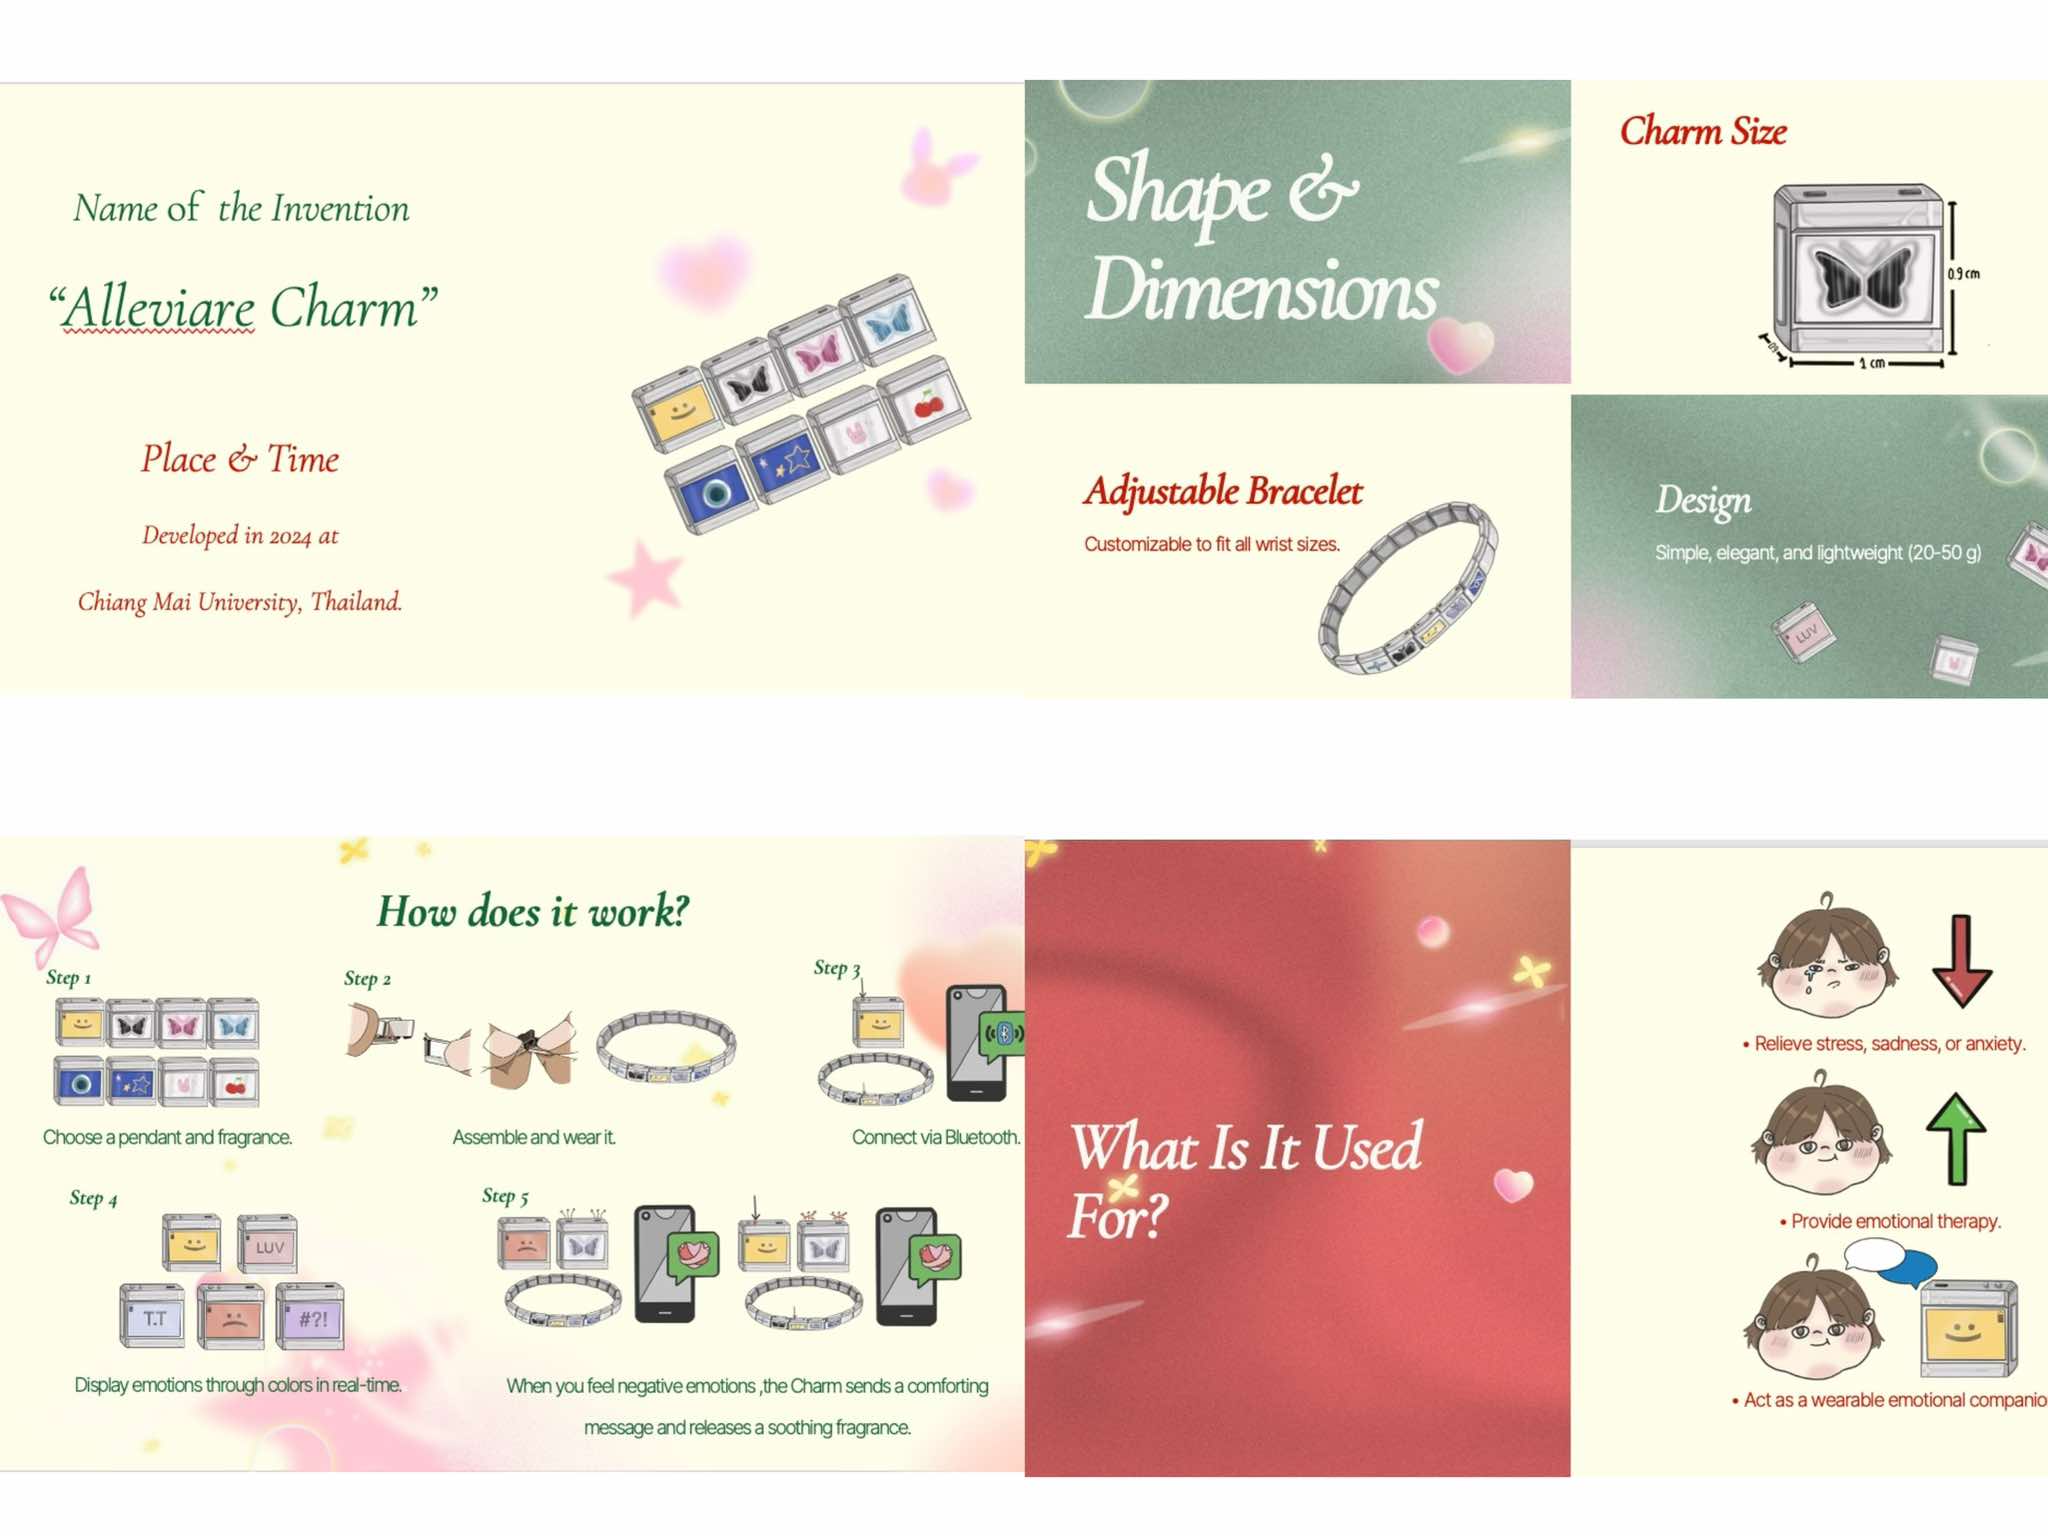 Name of the Invention
“Alleviare Charm”
Place & Time
Developed in 2024 at
Chiang Mai University, Thailand.
Shape &
Dimensions
Charm Size
0.9 cm
1 cm
Adjustable Bracelet
Customizable to fit all wrist sizes.
Design
Simple, elegant, and lightweight (20-50 g)
LUV
How does it work?
Step 1
Choose a pendant and fragrance.
Step 2
Assemble and wear it.
Step 3
Connect via Bluetooth.
Step 4
LUV
T.T
#?!
Display emotions through colors in real-time.
Step 5
When you feel negative emotions ,the Charm sends a comforting
message and releases a soothing fragrance.
What Is It Used
For?
• Relieve stress, sadness, or anxiety.
• Provide emotional therapy.
• Act as a wearable emotional companio